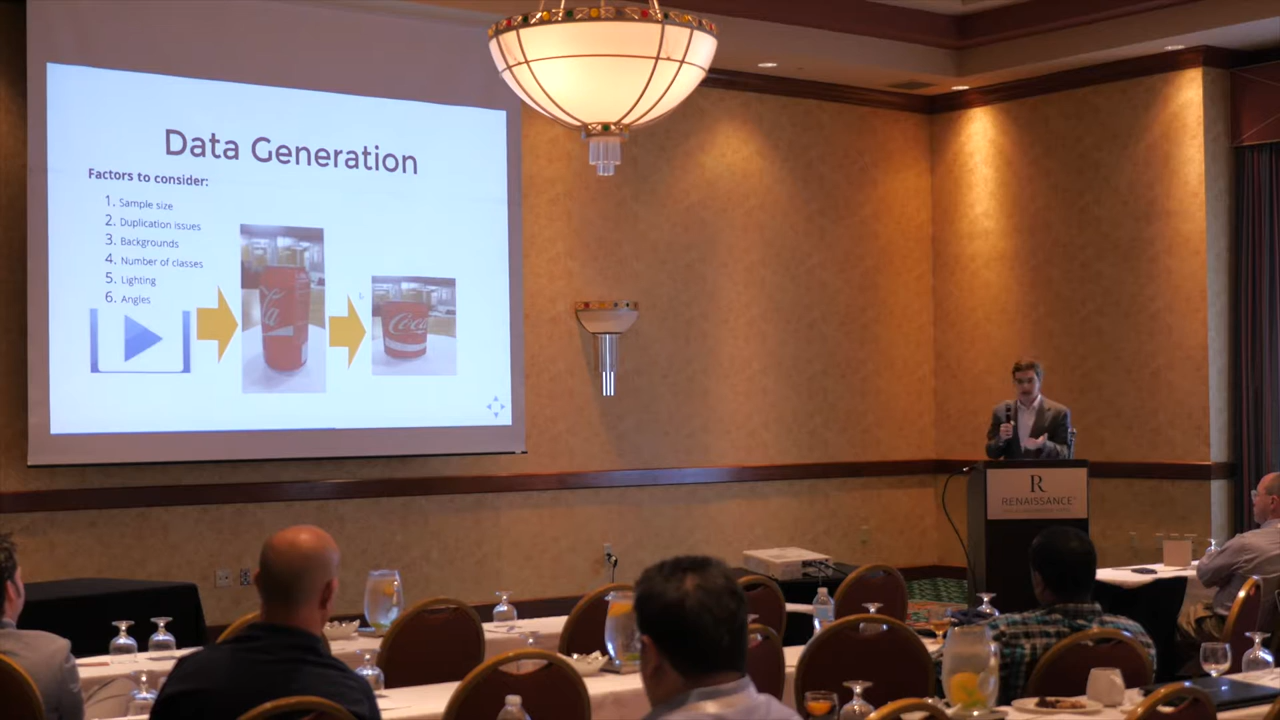 Data Generation
Factors to consider:
1. Sample size
2. Duplication issues
3. Backgrounds
4. Number of classes
5. Lighting
6. Angles
la
Coca
R
RENAISSANCE